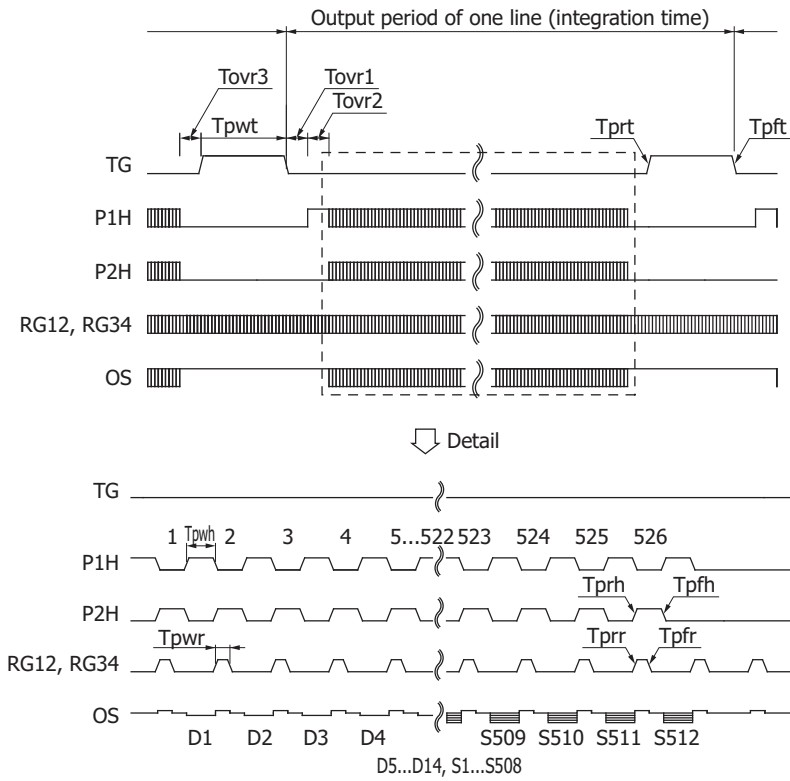 Output period of one line (integration time)
Tovr3
Tovr1
Tovr2
Tpwt
Tprt
Tpft
TG
P1H
P2H
RG12, RG34
OS
Detail
TG
1 Tpwh 2 3 4 5...522 523 524 525 526
P1H
Tprh
Tpfh
P2H
Tpwr
Tprr
Tpfr
RG12, RG34
OS
D1 D2 D3 D4 S509 S510 S511 S512
D5...D14, S1...S508